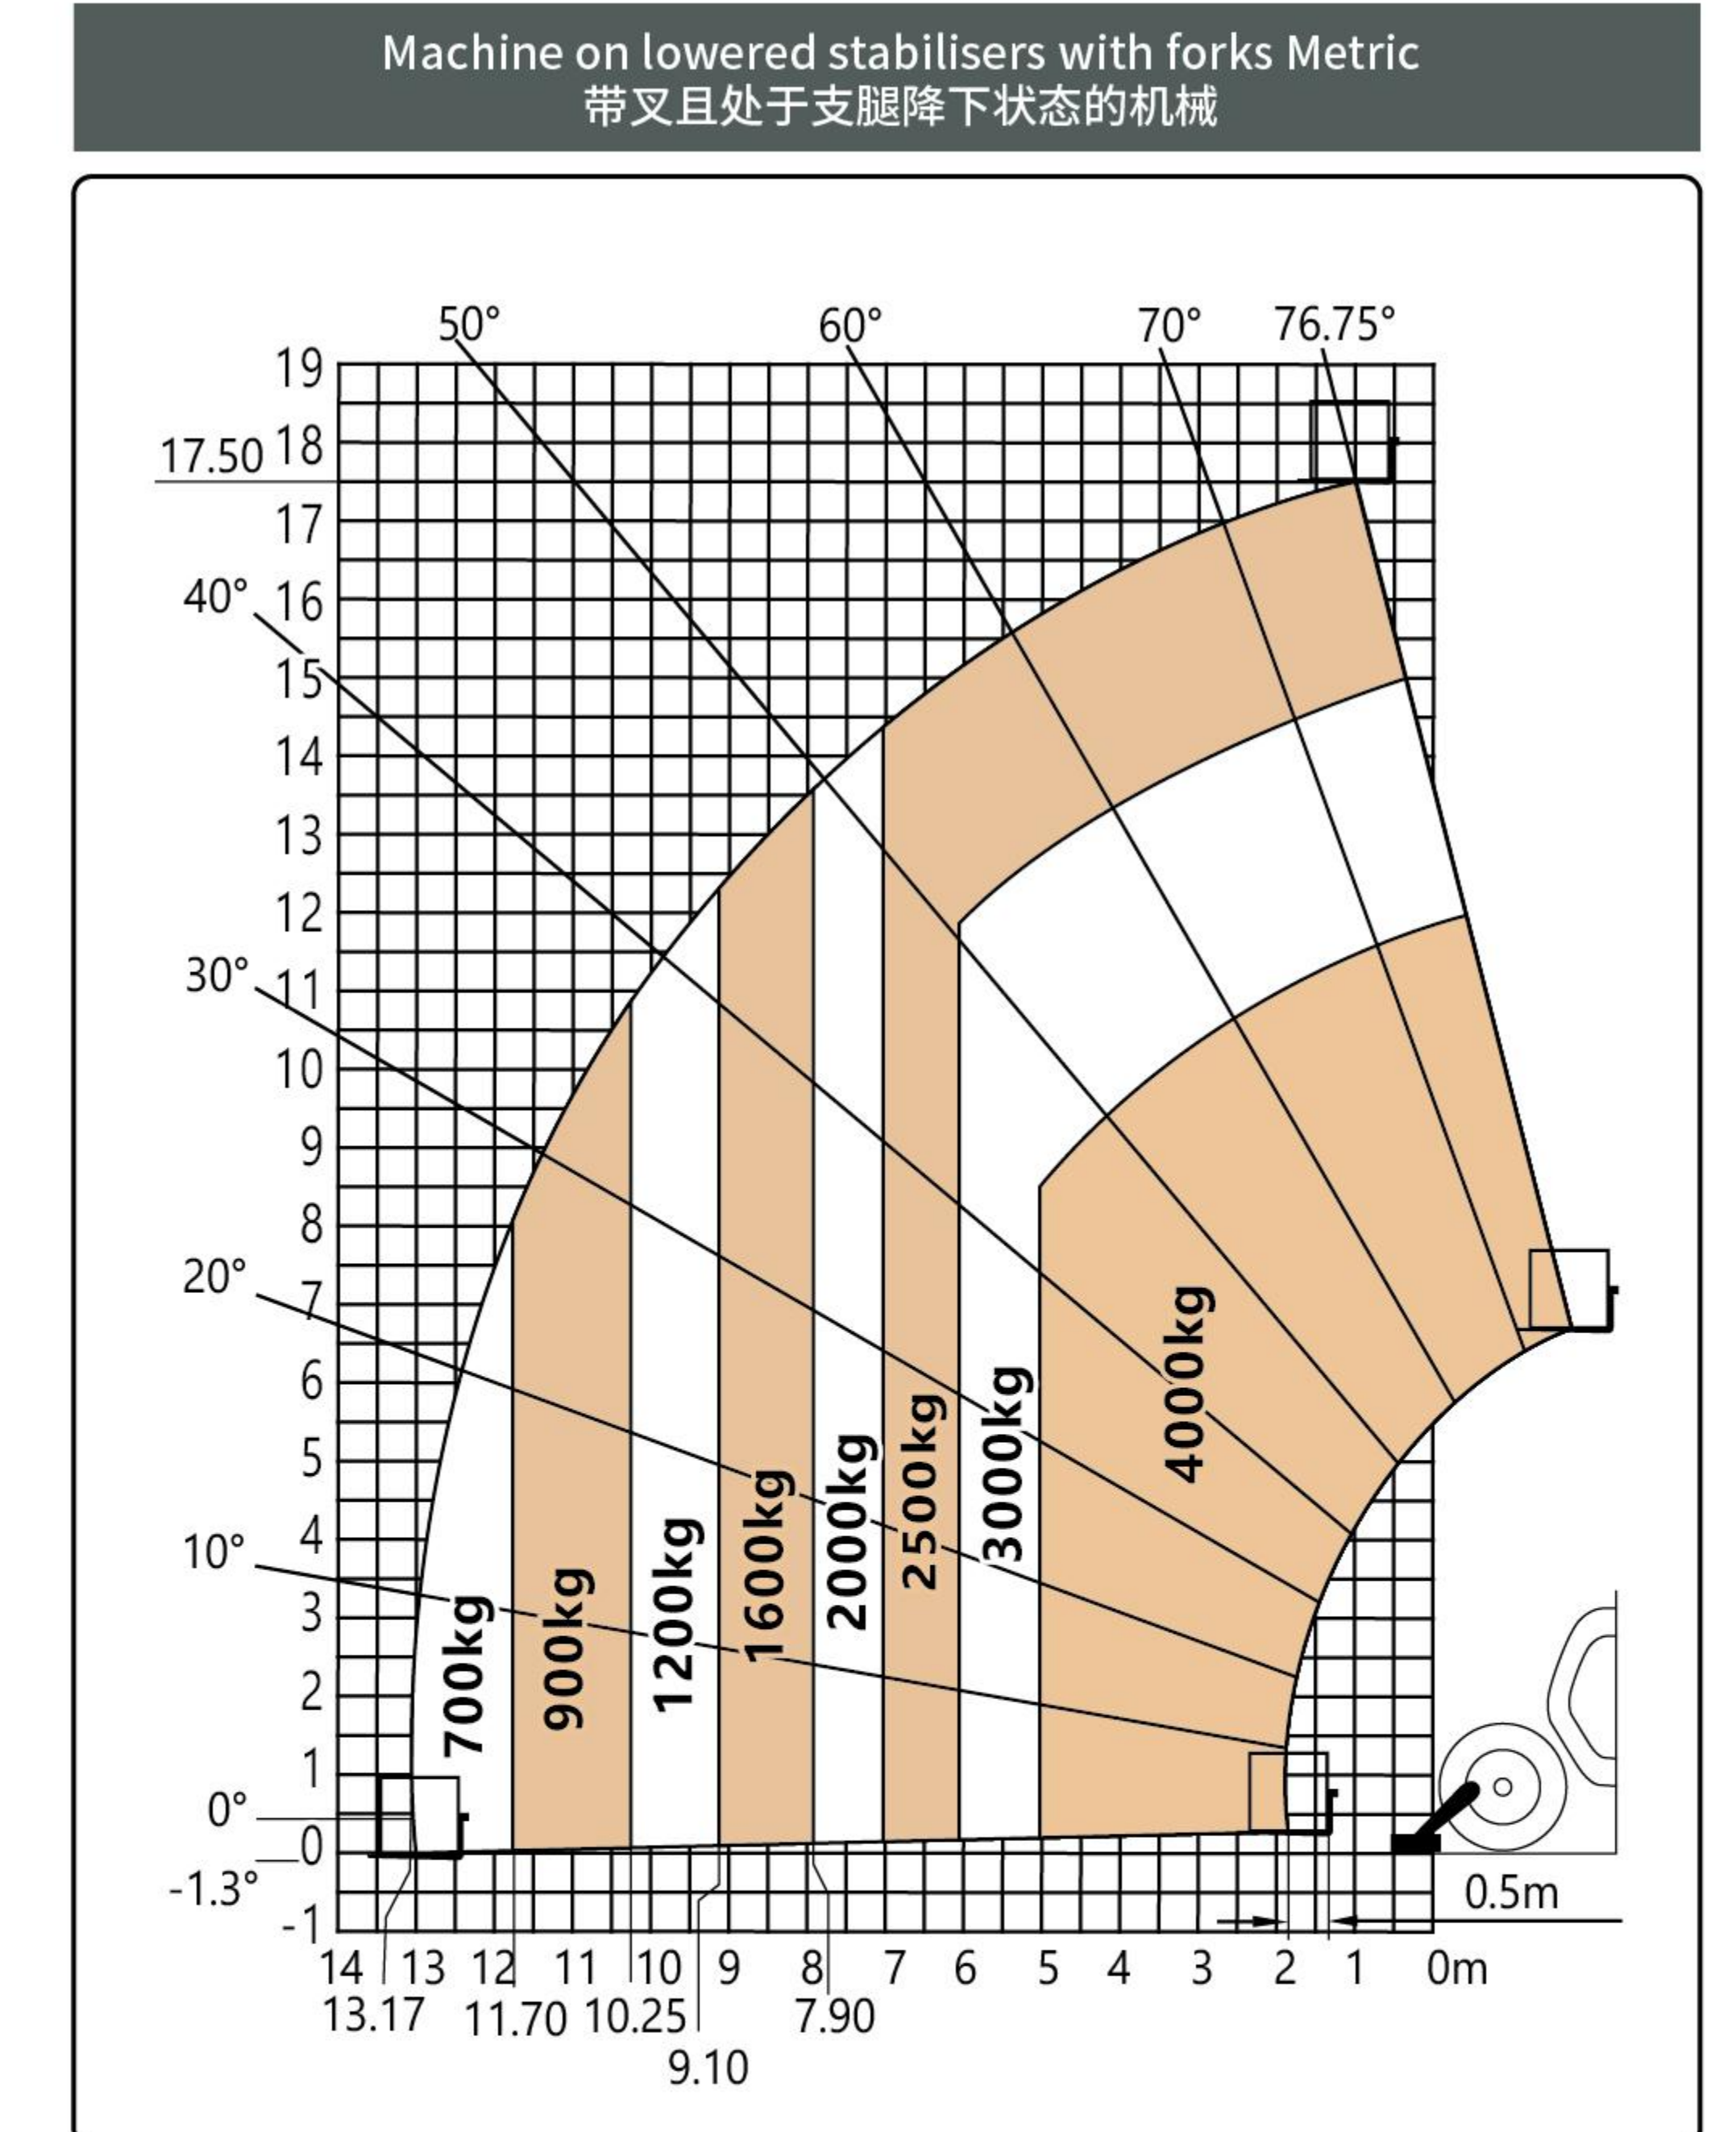 Machine on lowered stabilisers with forks Metric
带叉且处于支腿降下状态的机械
50°
60°
70°
76.75°
19
17.50
18
17
40°
16
15
14
13
12
30°
11
10
9
8
20°
7
6
5
10°
4
3
2
1
0°
0
-1.3°
-1
700kg
900kg
1200kg
1600kg
2000kg
2500kg
3000kg
4000kg
0.5m
14 13 12 11 10 9 8 7 6 5 4 3 2 1 0m
13.17 11.70 10.25 7.90
9.10